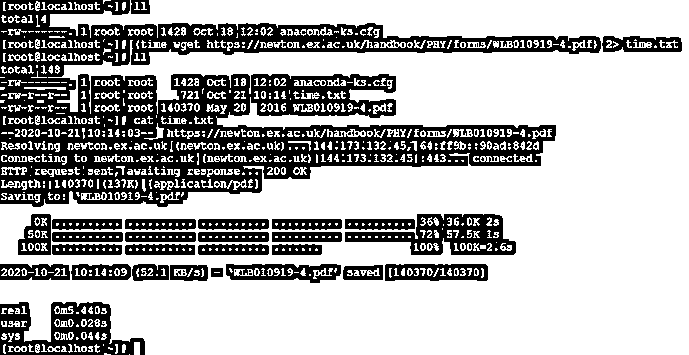 [root@localhost ~]# ll
total 4
-rw-------. 1 root root 1428 Oct 18 12:02 anaconda-ks.cfg
[root@localhost ~]# (time wget https://newton.ex.ac.uk/handbook/PHY/forms/WLB010919-4.pdf) 2> time.txt
[root@localhost ~]# ll
total 148
-rw-------. 1 root root   1428 Oct 18 12:02 anaconda-ks.cfg
-rw-r--r--  1 root root    721 Oct 21 10:14 time.txt
-rw-r--r--  1 root root 140370 May 20  2016 WLB010919-4.pdf
[root@localhost ~]# cat time.txt
--2020-10-21 10:14:03--  https://newton.ex.ac.uk/handbook/PHY/forms/WLB010919-4.pdf
Resolving newton.ex.ac.uk (newton.ex.ac.uk)... 144.173.132.45, 64:ff9b::90ad:842d
Connecting to newton.ex.ac.uk (newton.ex.ac.uk)|144.173.132.45|:443... connected.
HTTP request sent, awaiting response... 200 OK
Length: 140370 (137K) [application/pdf]
Saving to: ‘WLB010919-4.pdf’
0K .......... .......... .......... .......... .......... 36% 36.0K 2s
50K .......... .......... .......... .......... .......... 72% 57.5K 1s
100K .......... .......... .......... .......       100%  100K=2.6s
2020-10-21 10:14:09 (52.1 KB/s) - ‘WLB010919-4.pdf’ saved [140370/140370]
real    0m5.440s
user    0m0.028s
sys     0m0.044s
[root@localhost ~]#